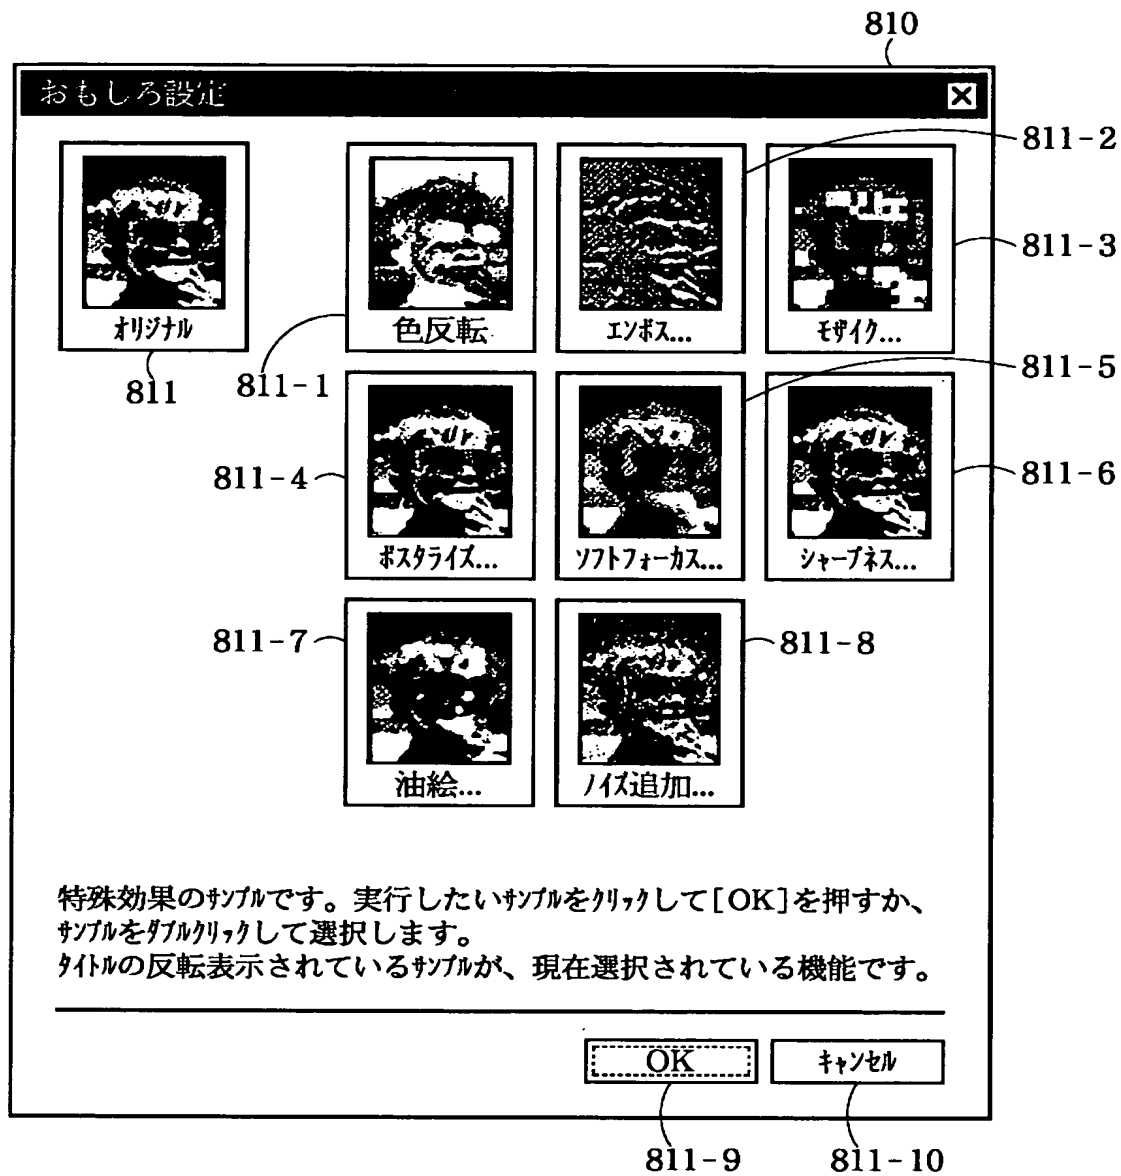 810
おもしろ設定
811-2
811-3
オリジナル
色反転
エンボス...
モザイク...
811
811-1
811-5
811-4
811-6
ポスタライズ...
ソフトフォーカス...
シャープネス...
811-7
811-8
油絵...
ノイズ追加...
特殊効果のサンプルです。実行したいサンプルをクリックして[OK]を押すか、
サンプルをダブルクリックして選択します。
タイトルの反転表示されているサンプルが、現在選択されている機能です。
OK
キャンセル
811-9
811-10